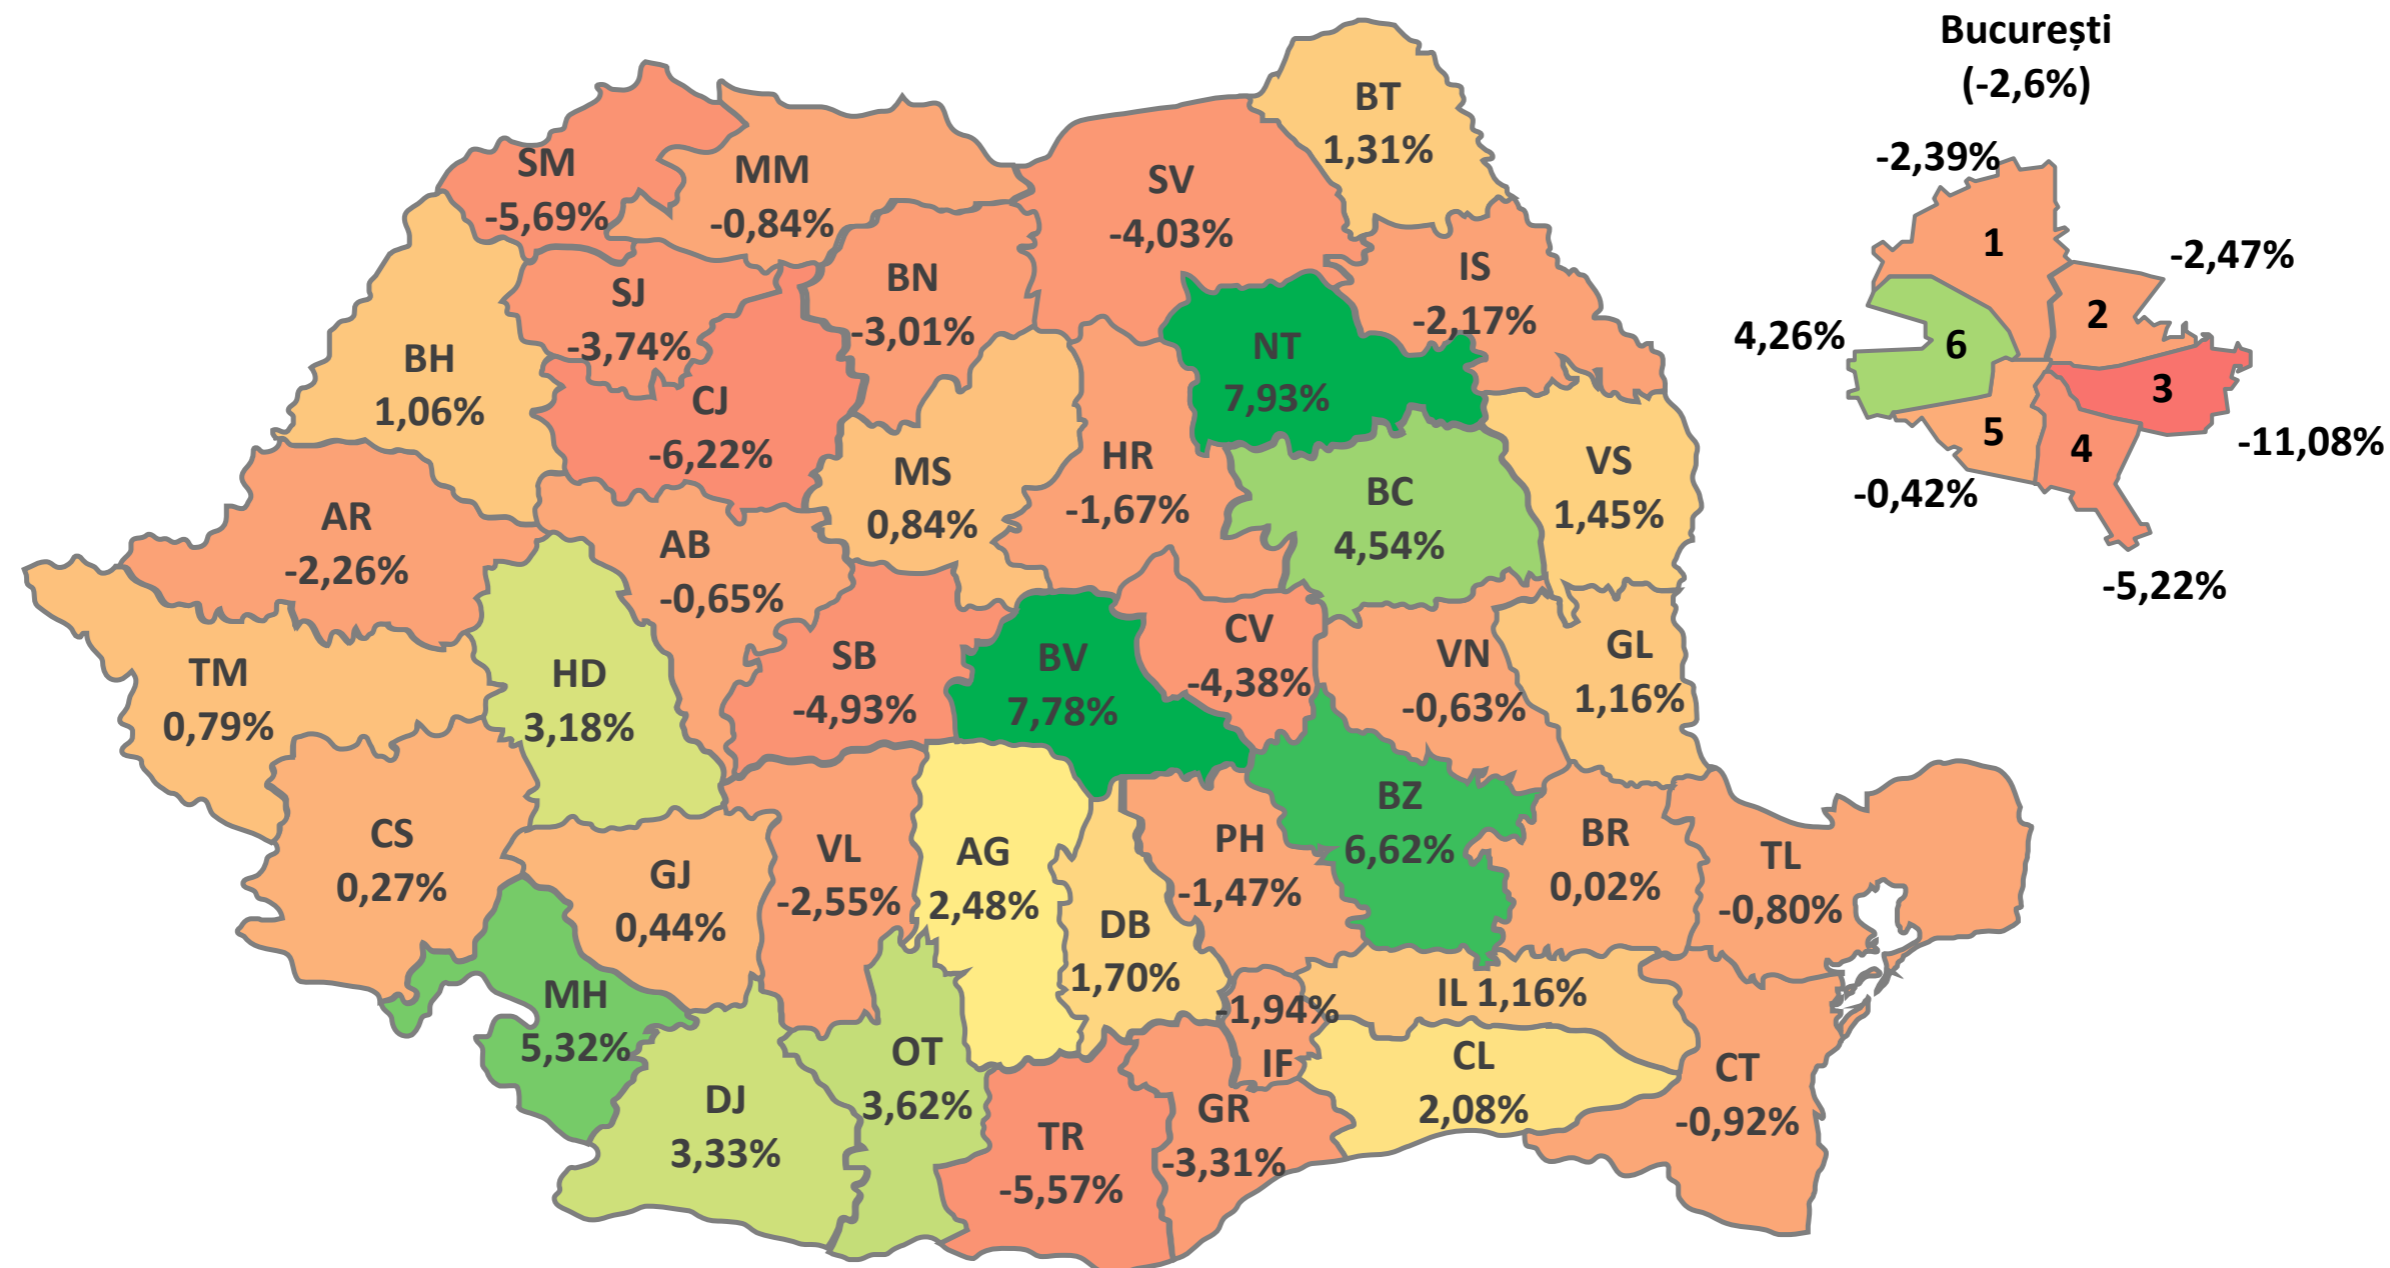 București
(-2,6%)
BT
1,31%
SM
-5,69%
MM
-0,84%
SV
-4,03%
-2,39%
1
-2,47%
2
4,26%
6
3
-11,08%
5
4
-0,42%
-5,22%
SJ
-3,74%
BN
-3,01%
IS
-2,17%
NT
7,93%
BH
1,06%
CJ
-6,22%
MS
0,84%
HR
-1,67%
BC
4,54%
VS
1,45%
AR
-2,26%
AB
-0,65%
TM
0,79%
HD
3,18%
SB
-4,93%
BV
7,78%
CV
-4,38%
VN
-0,63%
GL
1,16%
CS
0,27%
GJ
0,44%
VL
-2,55%
AG
2,48%
DB
1,70%
PH
-1,47%
BZ
6,62%
BR
0,02%
TL
-0,80%
MH
5,32%
DJ
3,33%
OT
3,62%
TR
-5,57%
-1,94%
IF
GR
-3,31%
IL 1,16%
CL
2,08%
CT
-0,92%